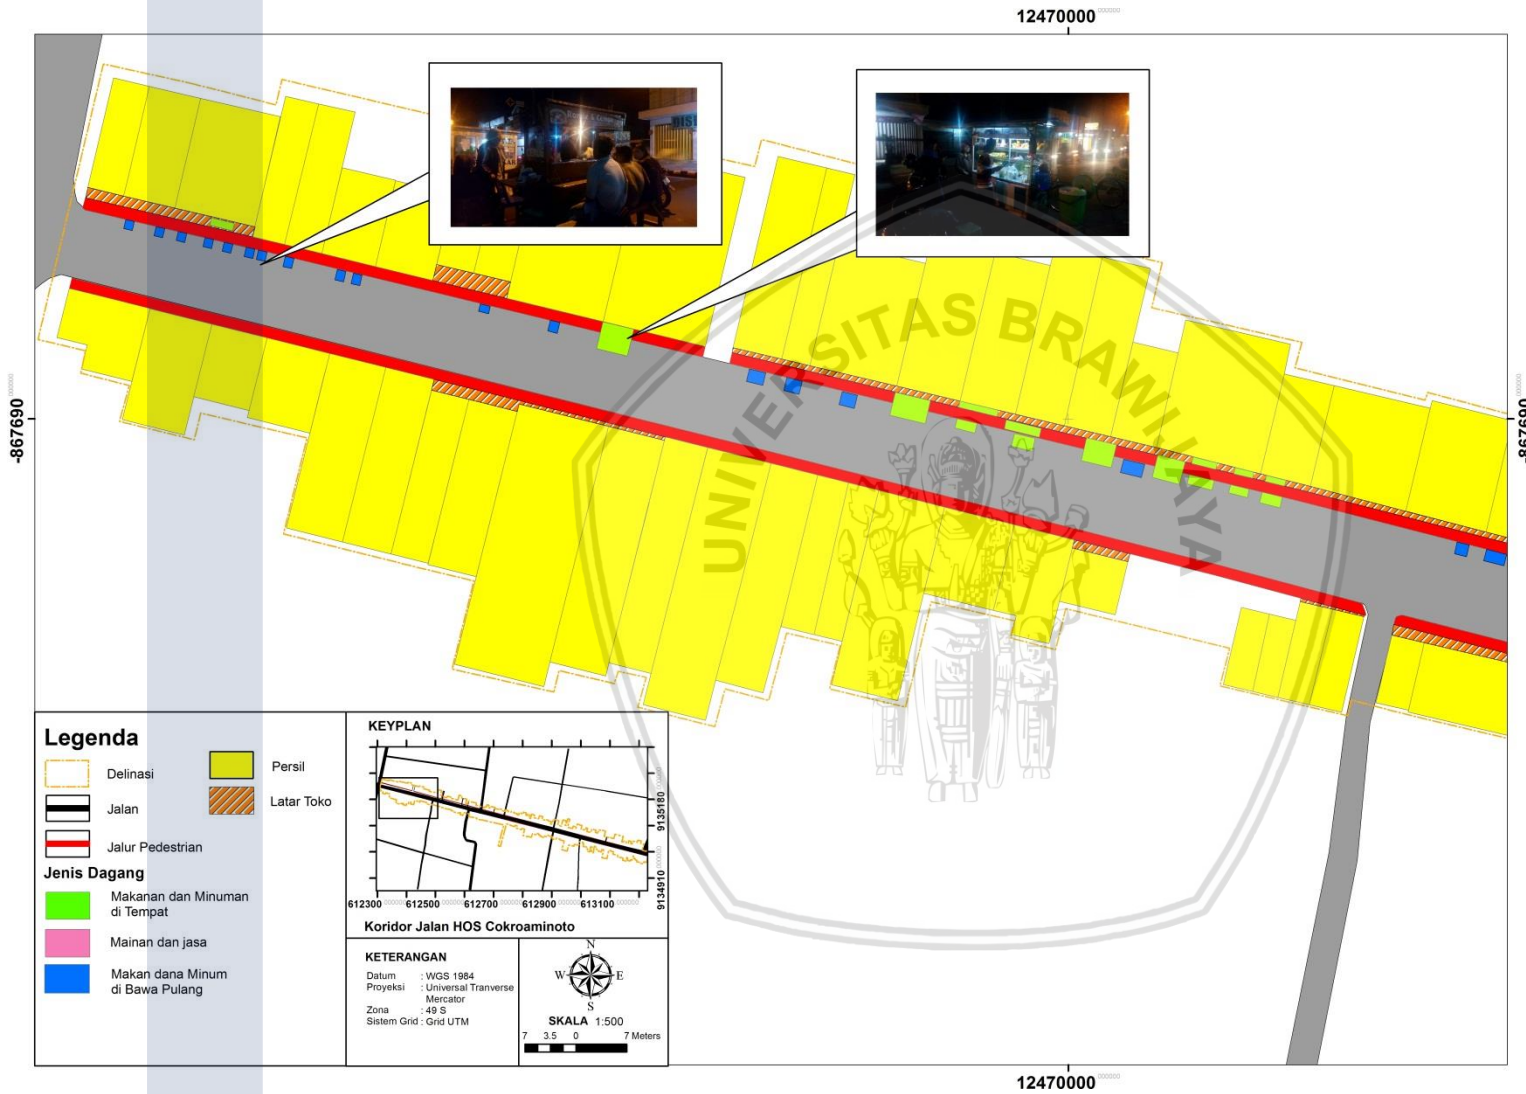 12470000
-867690
-867690
UNIVERSITAS BRAWIJAYA
Legenda
Delinasi
Jalan
Jalur Pedestrian
Persil
Latar Toko
Jenis Dagang
Makanan dan Minuman
di Tempat
Mainan dan jasa
Makan dana Minum
di Bawa Pulang
KEYPLAN
9135180
9134910
612300 612500 612700 612900 613100
Koridor Jalan HOS Cokroaminoto
KETERANGAN
Datum : WGS 1984
Proyeksi : Universal Tranverse
Mercator
Zona : 49 S
Sistem Grid : Grid UTM
N
W E
S
SKALA 1:500
7 3.5 0 7 Meters
12470000